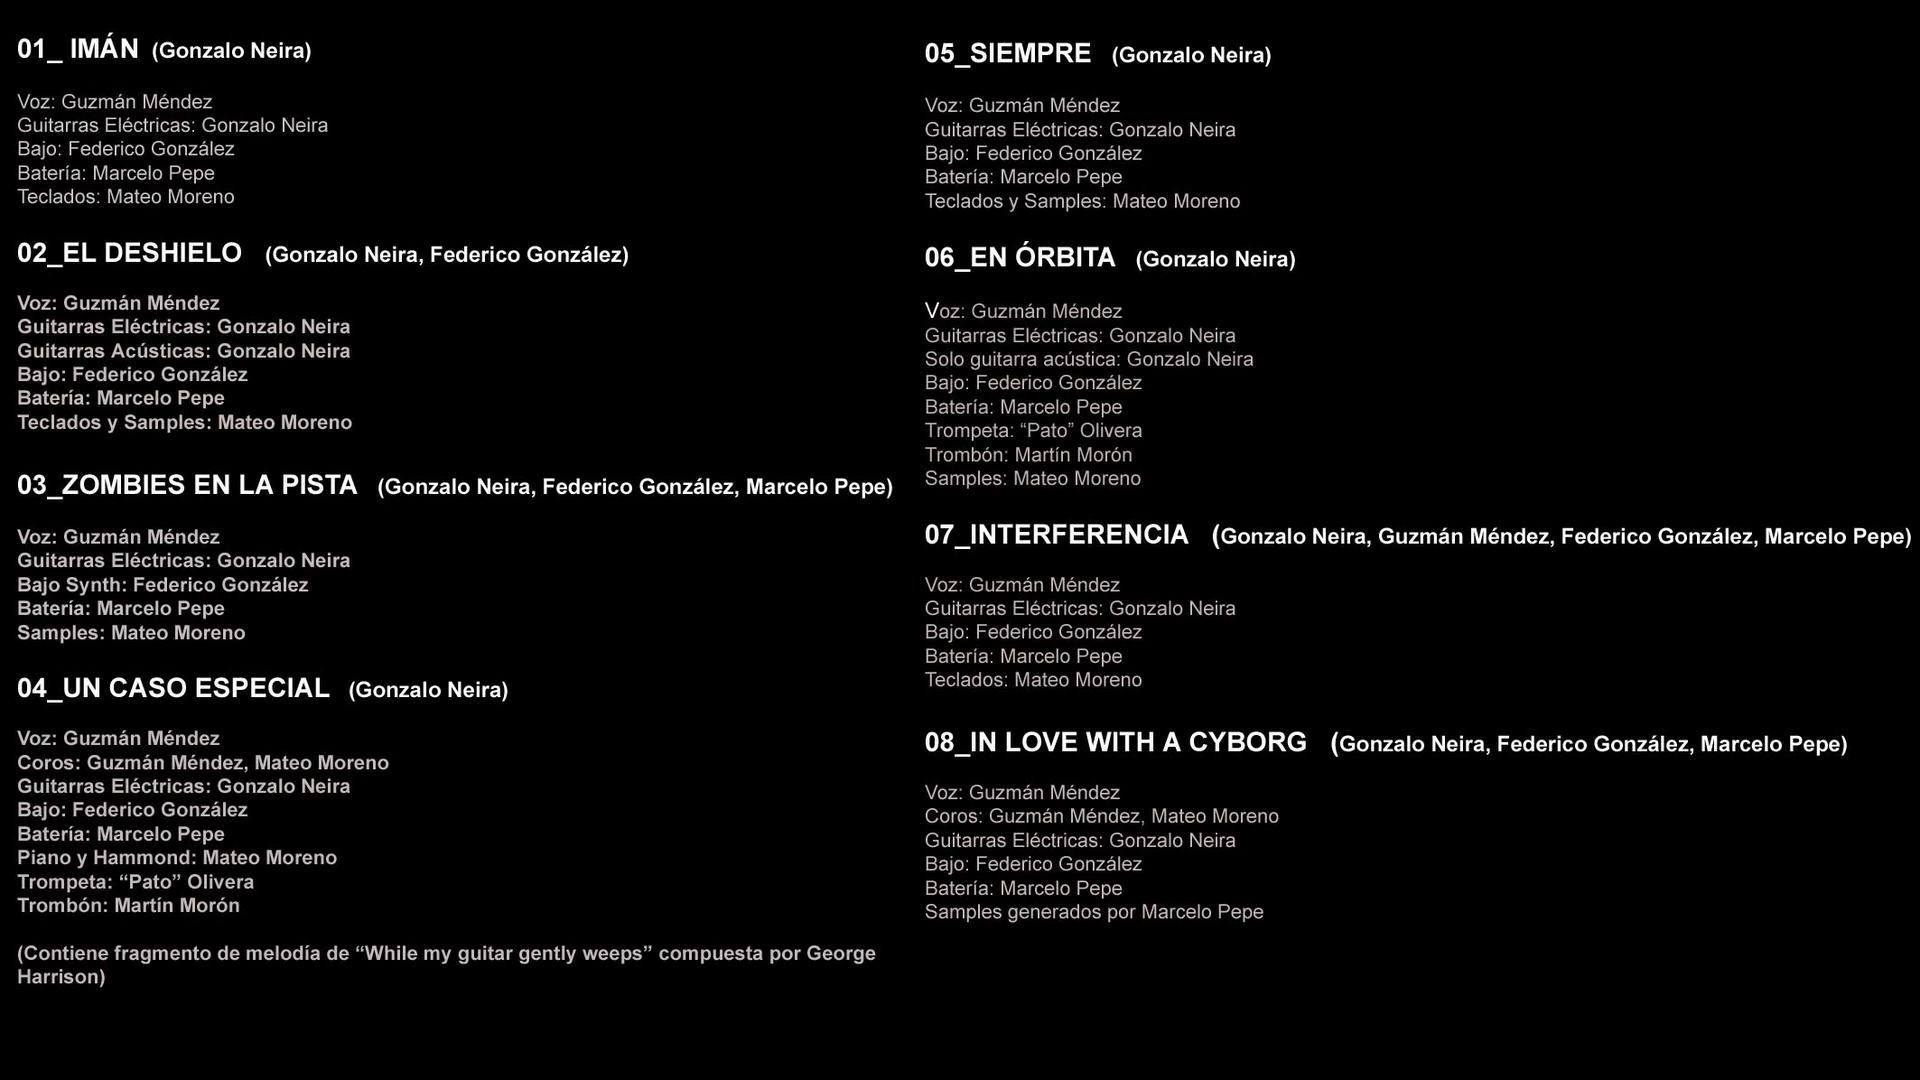 01_ IMÁN (Gonzalo Neira)
Voz: Guzmán Méndez
Guitarras Eléctricas: Gonzalo Neira
Bajo: Federico González
Batería: Marcelo Pepe
Teclados: Mateo Moreno
02_EL DESHIELO (Gonzalo Neira, Federico González)
Voz: Guzmán Méndez
Guitarras Eléctricas: Gonzalo Neira
Guitarras Acústicas: Gonzalo Neira
Bajo: Federico González
Batería: Marcelo Pepe
Teclados y Samples: Mateo Moreno
03_ZOMBIES EN LA PISTA (Gonzalo Neira, Federico González, Marcelo Pepe)
Voz: Guzmán Méndez
Guitarras Eléctricas: Gonzalo Neira
Bajo Synth: Federico González
Batería: Marcelo Pepe
Samples: Mateo Moreno
04_UN CASO ESPECIAL (Gonzalo Neira)
Voz: Guzmán Méndez
Coros: Guzmán Méndez, Mateo Moreno
Guitarras Eléctricas: Gonzalo Neira
Bajo: Federico González
Batería: Marcelo Pepe
Piano y Hammond: Mateo Moreno
Trompeta: “Pato” Olivera
Trombón: Martín Morón
(Contiene fragmento de melodía de “While my guitar gently weeps” compuesta por George
Harrison)
05_SIEMPRE (Gonzalo Neira)
Voz: Guzmán Méndez
Guitarras Eléctricas: Gonzalo Neira
Bajo: Federico González
Batería: Marcelo Pepe
Teclados y Samples: Mateo Moreno
06_EN ÓRBITA (Gonzalo Neira)
Voz: Guzmán Méndez
Guitarras Eléctricas: Gonzalo Neira
Solo guitarra acústica: Gonzalo Neira
Bajo: Federico González
Batería: Marcelo Pepe
Trompeta: “Pato” Olivera
Trombón: Martín Morón
Samples: Mateo Moreno
07_INTERFERENCIA (Gonzalo Neira, Guzmán Méndez, Federico González, Marcelo Pepe)
Voz: Guzmán Méndez
Guitarras Eléctricas: Gonzalo Neira
Bajo: Federico González
Batería: Marcelo Pepe
Teclados: Mateo Moreno
08_IN LOVE WITH A CYBORG (Gonzalo Neira, Federico González, Marcelo Pepe)
Voz: Guzmán Méndez
Coros: Guzmán Méndez, Mateo Moreno
Guitarras Eléctricas: Gonzalo Neira
Bajo: Federico González
Batería: Marcelo Pepe
Samples generados por Marcelo Pepe